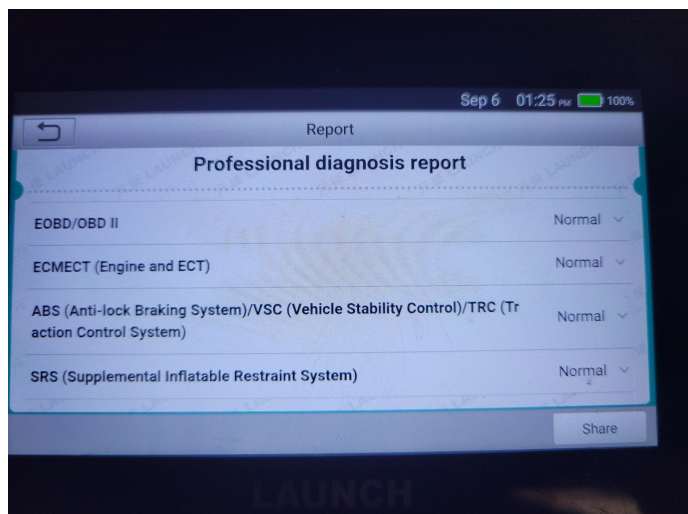 Sep 6 01:25 PM 100%
Report
Professional diagnosis report
EOBD/OBD II Normal
ECMECT (Engine and ECT) Normal
ABS (Anti-lock Braking System)/VSC (Vehicle Stability Control)/TRC (Tr
action Control System) Normal
SRS (Supplemental Inflatable Restraint System) Normal
Share
LAUNCH